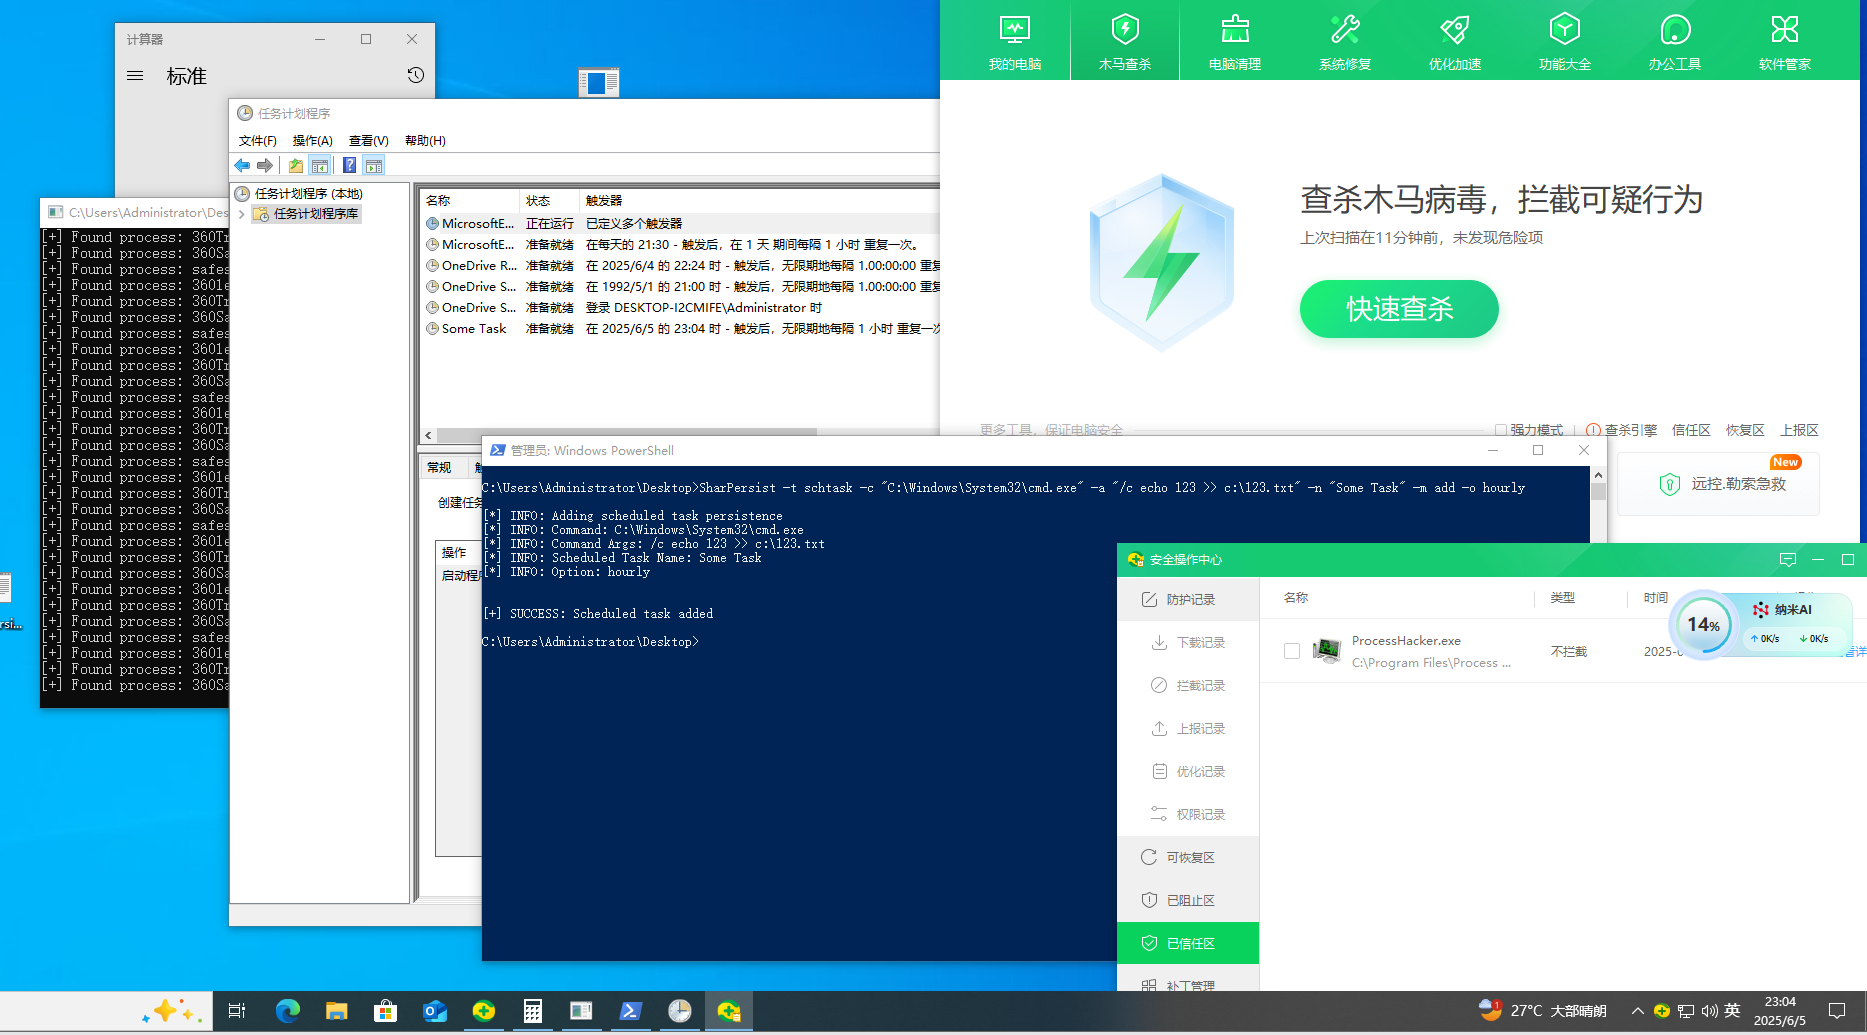 计算器
标准
任务计划程序
文件(F) 操作(A) 查看(V) 帮助(H)
任务计划程序 (本地)
任务计划程序库
名称 状态 触发器
MicrosoftE... 正在运行 已定义多个触发器
MicrosoftE... 准备就绪 在每天的 21:30 - 触发后，在 1 天 期间每隔 1 小时 重复一次。
OneDrive R... 准备就绪 在 2025/6/4 的 22:24 时 - 触发后，无限期地每隔 1.00:00:00 重复
OneDrive S... 准备就绪 在 1992/5/1 的 21:00 时 - 触发后，无限期地每隔 1.00:00:00 重复
OneDrive S... 准备就绪 登录 DESKTOP-I2CMIFE\Administrator 时
Some Task 准备就绪 在 2025/6/5 的 23:04 时 - 触发后，无限期地每隔 1 小时 重复一次
常规
创建任务
操作
启动程序
C:\Users\Administrator\Des
[+] Found process: 360Tr
[+] Found process: 360Sa
[+] Found process: safes
[+] Found process: 360le
[+] Found process: 360Tr
[+] Found process: 360Sa
[+] Found process: safes
[+] Found process: 360le
[+] Found process: 360Tr
[+] Found process: 360Sa
[+] Found process: safes
[+] Found process: 360le
[+] Found process: 360Tr
[+] Found process: 360Sa
[+] Found process: safes
[+] Found process: 360le
[+] Found process: 360Tr
[+] Found process: 360Sa
[+] Found process: safes
[+] Found process: 360le
[+] Found process: 360Tr
[+] Found process: 360Sa
[+] Found process: safes
[+] Found process: 360Tr
[+] Found process: 360Sa
[+] Found process: safes
[+] Found process: 360le
[+] Found process: 360Tr
[+] Found process: 360Sa
rsi...
我的电脑 木马查杀 电脑清理 系统修复 优化加速 功能大全 办公工具 软件管家
查杀木马病毒，拦截可疑行为
上次扫描在11分钟前，未发现危险项
快速查杀
更多工具，保证电脑安全
强力模式 查杀引擎 信任区 恢复区 上报区
New
远控.勒索急救
管理员: Windows PowerShell
C:\Users\Administrator\Desktop>SharPersist -t schtask -c "C:\Windows\System32\cmd.exe" -a "/c echo 123 >> c:\123.txt" -n "Some Task" -m add -o hourly
[*] INFO: Adding scheduled task persistence
[*] INFO: Command: C:\Windows\System32\cmd.exe
[*] INFO: Command Args: /c echo 123 >> c:\123.txt
[*] INFO: Scheduled Task Name: Some Task
[*] INFO: Option: hourly
[+] SUCCESS: Scheduled task added
C:\Users\Administrator\Desktop>
安全操作中心
防护记录
下载记录
拦截记录
上报记录
优化记录
权限记录
可恢复区
已阻止区
已信任区
补丁管理
名称 类型 时间
ProcessHacker.exe
C:\Program Files\Process ...
不拦截
2025-0
14%
纳米AI
↑ 0K/s ↓ 0K/s
27°C 大部晴朗
英
23:04
2025/6/5